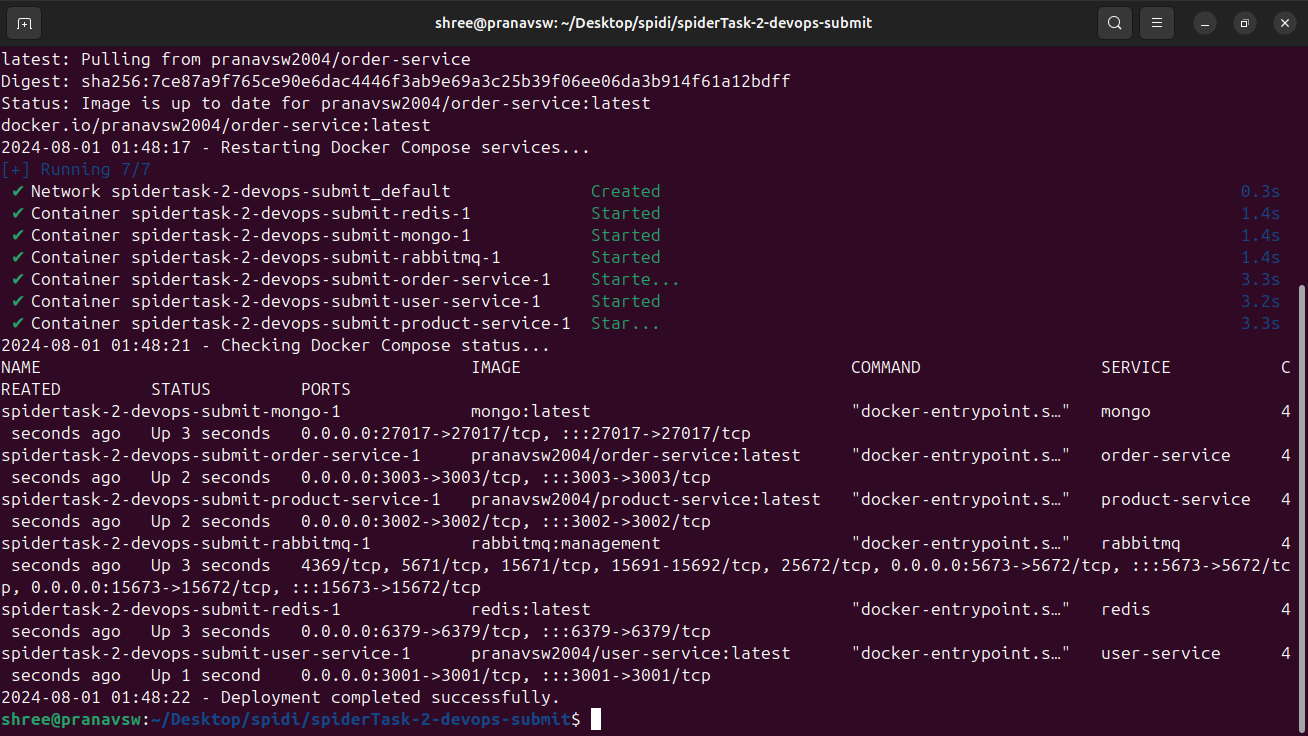 shree@pranavsw: ~/Desktop/spidi/spiderTask-2-devops-submit
latest: Pulling from pranavsw2004/order-service
Digest: sha256:7ce87a9f765ce90e6dac4446f3ab9e69a3c25b39f06ee06da3b914f61a12bdff
Status: Image is up to date for pranavsw2004/order-service:latest
docker.io/pranavsw2004/order-service:latest
2024-08-01 01:48:17 - Restarting Docker Compose services...
[+] Running 7/7
✔ Network spidertask-2-devops-submit_default Created 0.3s
✔ Container spidertask-2-devops-submit-redis-1 Started 1.4s
✔ Container spidertask-2-devops-submit-mongo-1 Started 1.4s
✔ Container spidertask-2-devops-submit-rabbitmq-1 Started 1.4s
✔ Container spidertask-2-devops-submit-order-service-1 Starte... 3.3s
✔ Container spidertask-2-devops-submit-user-service-1 Started 3.2s
✔ Container spidertask-2-devops-submit-product-service-1 Star... 3.3s
2024-08-01 01:48:21 - Checking Docker Compose status...
NAME IMAGE COMMAND SERVICE C
REATED STATUS PORTS
spidertask-2-devops-submit-mongo-1 mongo:latest "docker-entrypoint.s…" mongo 4
seconds ago Up 3 seconds 0.0.0.0:27017->27017/tcp, :::27017->27017/tcp
spidertask-2-devops-submit-order-service-1 pranavsw2004/order-service:latest "docker-entrypoint.s…" order-service 4
seconds ago Up 2 seconds 0.0.0.0:3003->3003/tcp, :::3003->3003/tcp
spidertask-2-devops-submit-product-service-1 pranavsw2004/product-service:latest "docker-entrypoint.s…" product-service 4
seconds ago Up 2 seconds 0.0.0.0:3002->3002/tcp, :::3002->3002/tcp
spidertask-2-devops-submit-rabbitmq-1 rabbitmq:management "docker-entrypoint.s…" rabbitmq 4
seconds ago Up 3 seconds 4369/tcp, 5671/tcp, 15671/tcp, 15691-15692/tcp, 25672/tcp, 0.0.0.0:5673->5672/tcp, :::5673->5672/tc
p, 0.0.0.0:15673->15672/tcp, :::15673->15672/tcp
spidertask-2-devops-submit-redis-1 redis:latest "docker-entrypoint.s…" redis 4
seconds ago Up 3 seconds 0.0.0.0:6379->6379/tcp, :::6379->6379/tcp
spidertask-2-devops-submit-user-service-1 pranavsw2004/user-service:latest "docker-entrypoint.s…" user-service 4
seconds ago Up 1 second 0.0.0.0:3001->3001/tcp, :::3001->3001/tcp
2024-08-01 01:48:22 - Deployment completed successfully.
shree@pranavsw:~/Desktop/spidi/spiderTask-2-devops-submit$